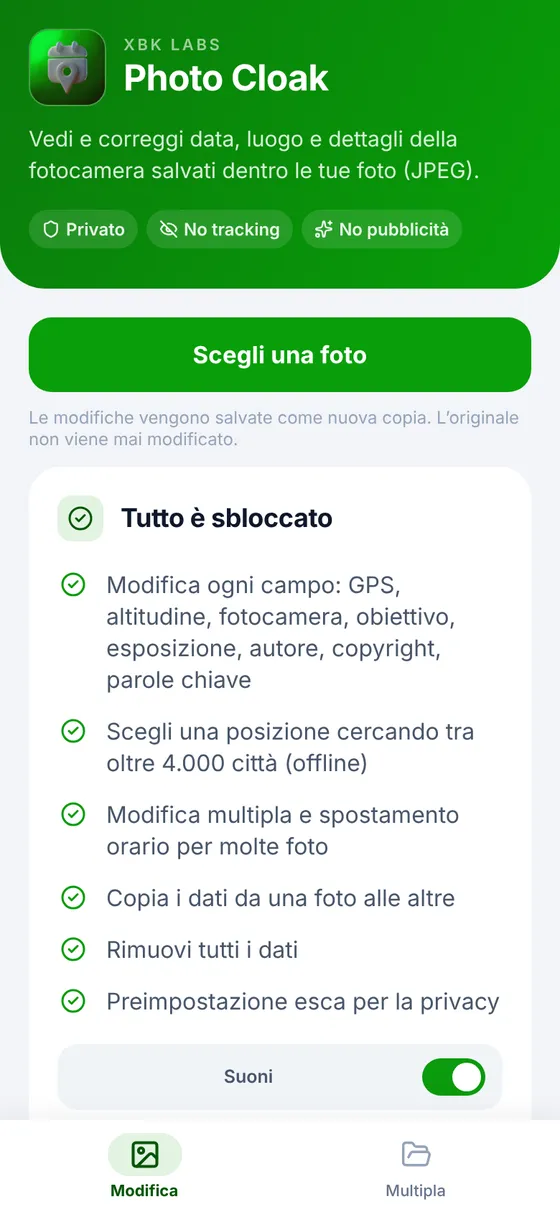 XBK LABS
Photo Cloak
Vedi e correggi data, luogo e dettagli della
fotocamera salvati dentro le tue foto (JPEG).
Privato
No tracking
No pubblicità
Scegli una foto
Le modifiche vengono salvate come nuova copia. L’originale
non viene mai modificato.
Tutto è sbloccato
Modifica ogni campo: GPS,
altitudine, fotocamera, obiettivo,
esposizione, autore, copyright,
parole chiave
Scegli una posizione cercando tra
oltre 4.000 città (offline)
Modifica multipla e spostamento
orario per molte foto
Copia i dati da una foto alle altre
Rimuovi tutti i dati
Preimpostazione esca per la privacy
Suoni
Modifica
Multipla